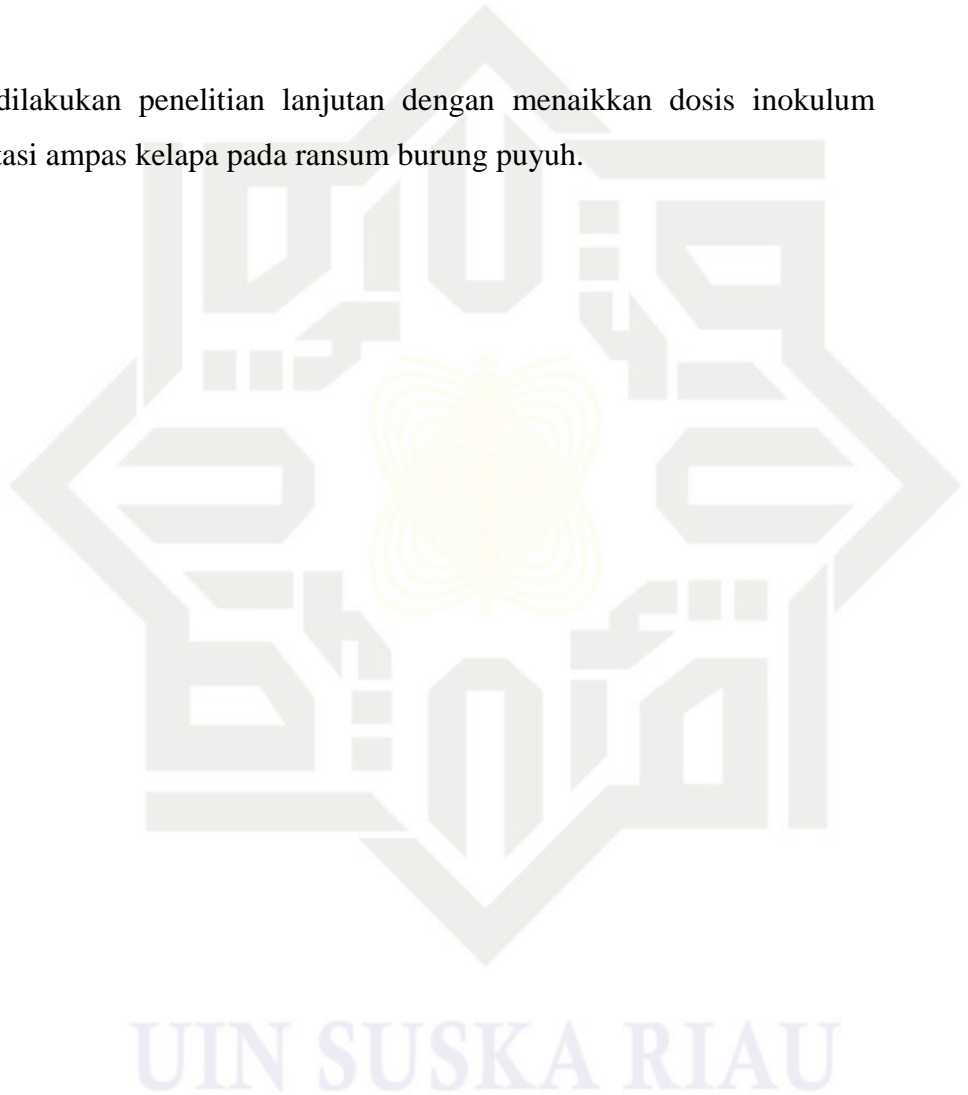 dilakukan penelitian lanjutan dengan menaikkan dosis inokulum
tasi ampas kelapa pada ransum burung puyuh.
UIN SUSKA RIAU